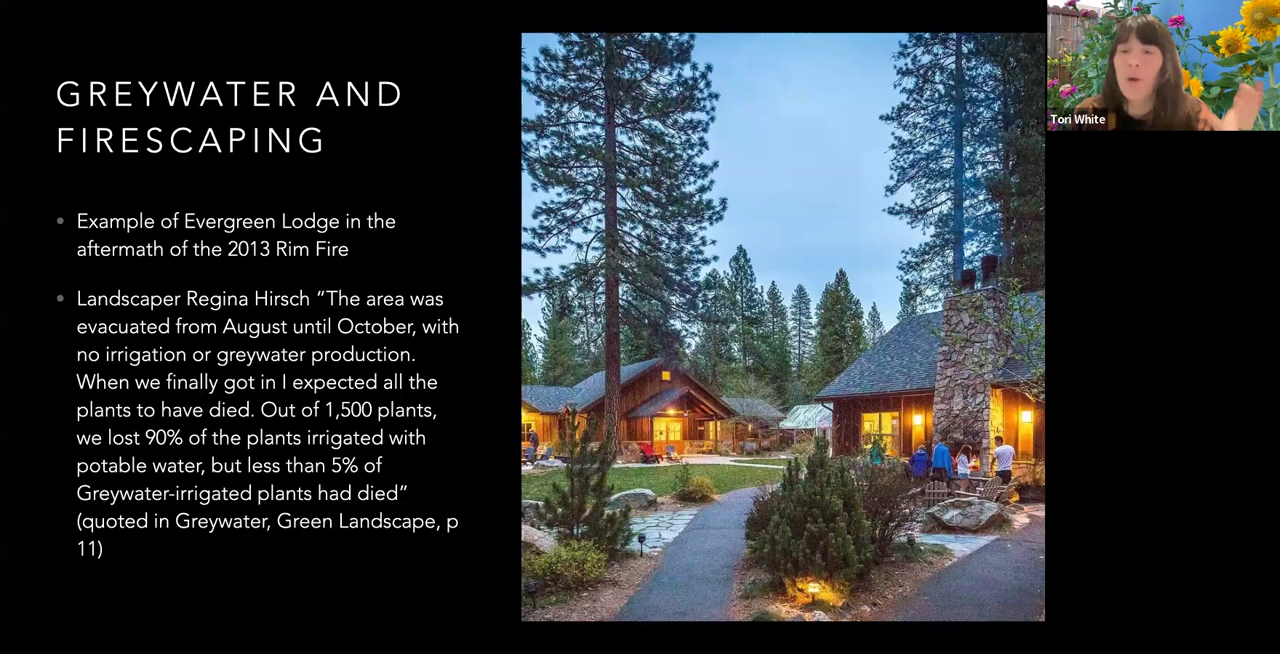 GREYWATER AND
FIRESCAPING
• Example of Evergreen Lodge in the
aftermath of the 2013 Rim Fire
• Landscaper Regina Hirsch “The area was
evacuated from August until October, with
no irrigation or greywater production.
When we finally got in I expected all the
plants to have died. Out of 1,500 plants,
we lost 90% of the plants irrigated with
potable water, but less than 5% of
Greywater-irrigated plants had died”
(quoted in Greywater, Green Landscape, p
11)
Tori White